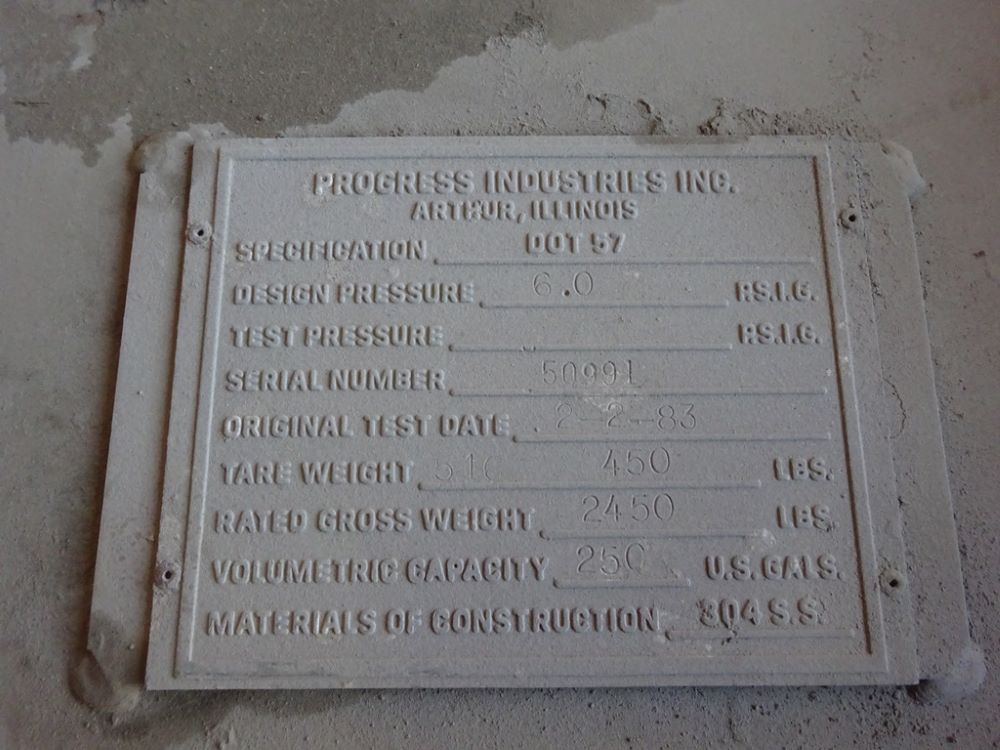 PROGRESS INDUSTRIES INC.
ARTHUR, ILLINOIS
SPECIFICATION DOT 57
DESIGN PRESSURE 6.0 P.S.I.G.
TEST PRESSURE P.S.I.G.
SERIAL NUMBER 50991
ORIGINAL TEST DATE 2-2-83
TARE WEIGHT 510 450 LBS.
RATED GROSS WEIGHT 2450 LBS.
VOLUMETRIC CAPACITY 250 U.S. GALS.
MATERIALS OF CONSTRUCTION 304 S.S.